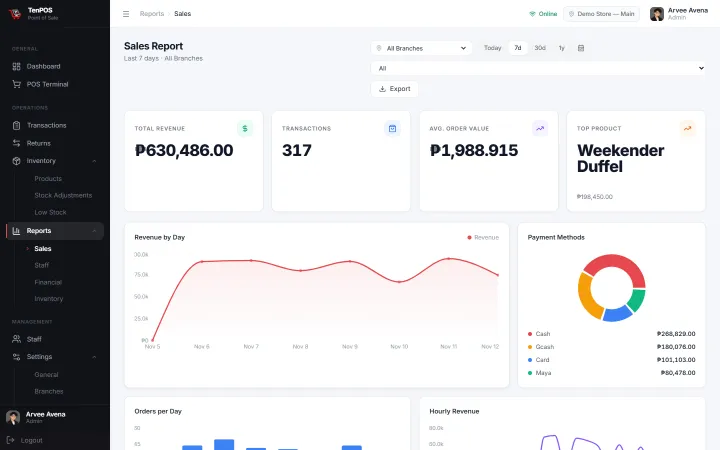 TenPOS
Point of Sale
GENERAL
Dashboard
POS Terminal
OPERATIONS
Transactions
Returns
Inventory
Products
Stock Adjustments
Low Stock
Reports
Sales
Staff
Financial
Inventory
MANAGEMENT
Staff
Settings
General
Branches
Arvee Avena
Admin
Logout
Reports
Sales
Online
Demo Store — Main
Arvee Avena
Admin
Sales Report
Last 7 days · All Branches
All Branches
Today
7d
30d
1y
All
Export
TOTAL REVENUE
₱630,486.00
TRANSACTIONS
317
AVG. ORDER VALUE
₱1,988.915
TOP PRODUCT
Weekender
Duffel
₱198,450.00
Revenue by Day
Revenue
75.0k
50.0k
25.0k
₱0
Nov 5
Nov 6
Nov 7
Nov 8
Nov 9
Nov 10
Nov 11
Nov 12
Payment Methods
Cash ₱268,829.00
Gcash ₱180,076.00
Card ₱101,103.00
Maya ₱80,478.00
Orders per Day
Hourly Revenue